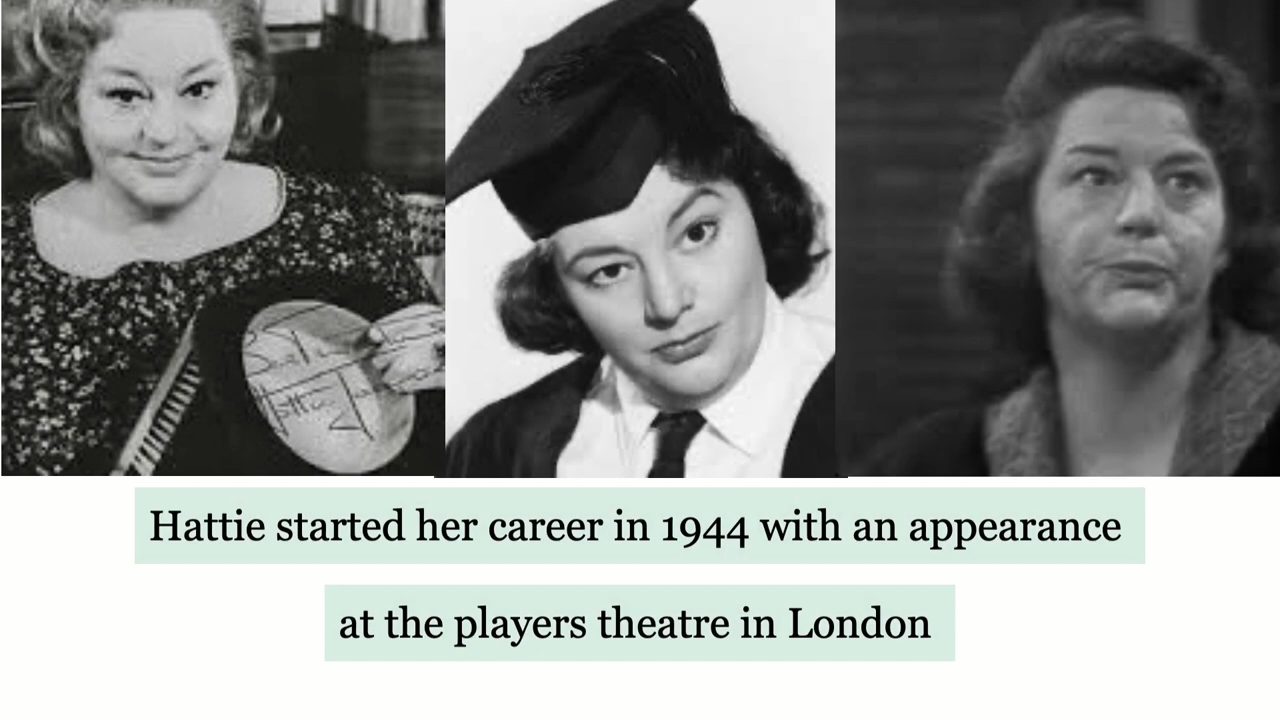 Hattie started her career in 1944 with an appearance
at the players theatre in London